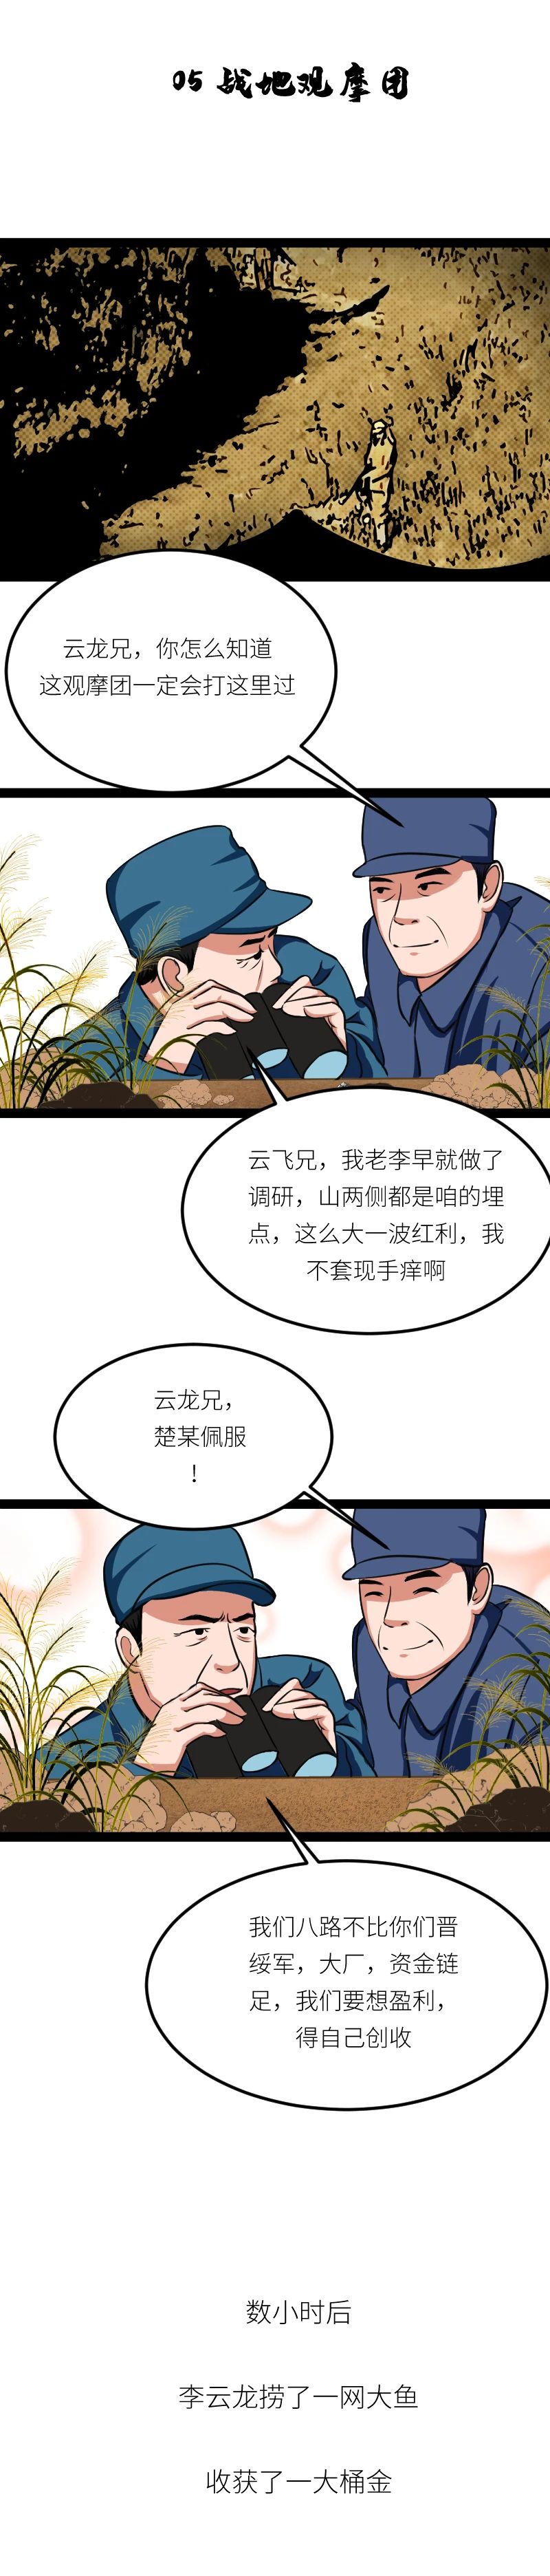 05 战地观摩团
云龙兄，你怎么知道
这观摩团一定会打这里过
云飞兄，我老李早就做了
调研，山两侧都是咱的埋
点，这么大一波红利，我
不套现手痒啊
云龙兄，
楚某佩服
！
我们八路不比你们晋
绥军，大厂，资金链
足，我们要想盈利，
得自己创收
数小时后
李云龙捞了一网大鱼
收获了一大桶金